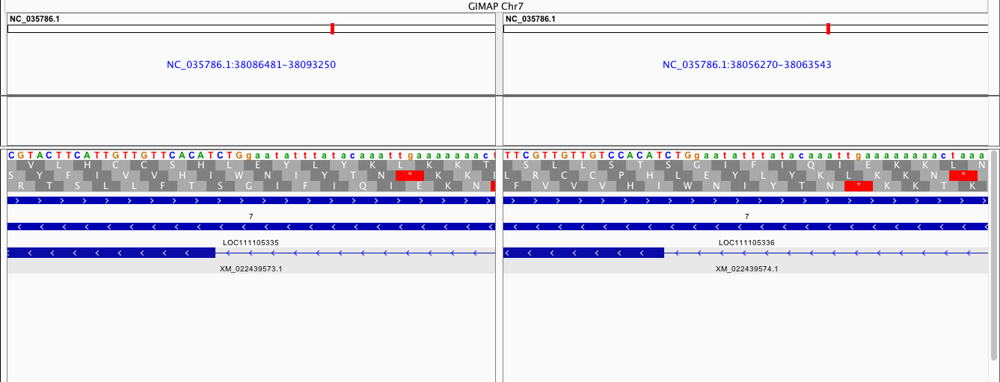 GIMAP Chr7
NC_035786.1
NC_035786.1
NC_035786.1:38086481-38093250
NC_035786.1:38056270-38063543
CGTACTTCATTGTTGTTCACATCTGgaatatttatacaaattgaaaaaaact
TTCGTTGTTGTCCACATCTGgaatatttatacaaattgaaaaaaaactaaa
V L H C C S H L E Y L Y K L K K T
L S L L S T S G I F I Q I E K K L N
S Y F I V V H I W N I Y T N * K K L
L R C C P H L E Y L Y K L K K N *
R T S L L F T S G I F I Q I E K N
F V V V H I W N I Y T N * K K T K
7
7
LOC111105335
LOC111105336
XM_022439573.1
XM_022439574.1